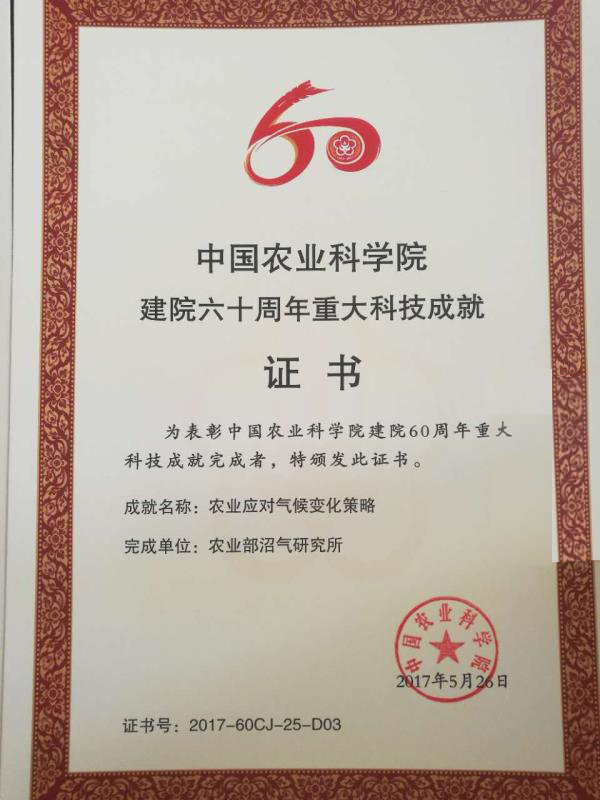 中国农业科学院
建院六十周年重大科技成就
证书
为表彰中国农业科学院建院60周年重大
科技成就完成者，特颁发此证书。
成就名称：农业应对气候变化策略
完成单位：农业部沼气研究所
中国农业科学院
2017年5月26日
证书号：2017-60CJ-25-D03